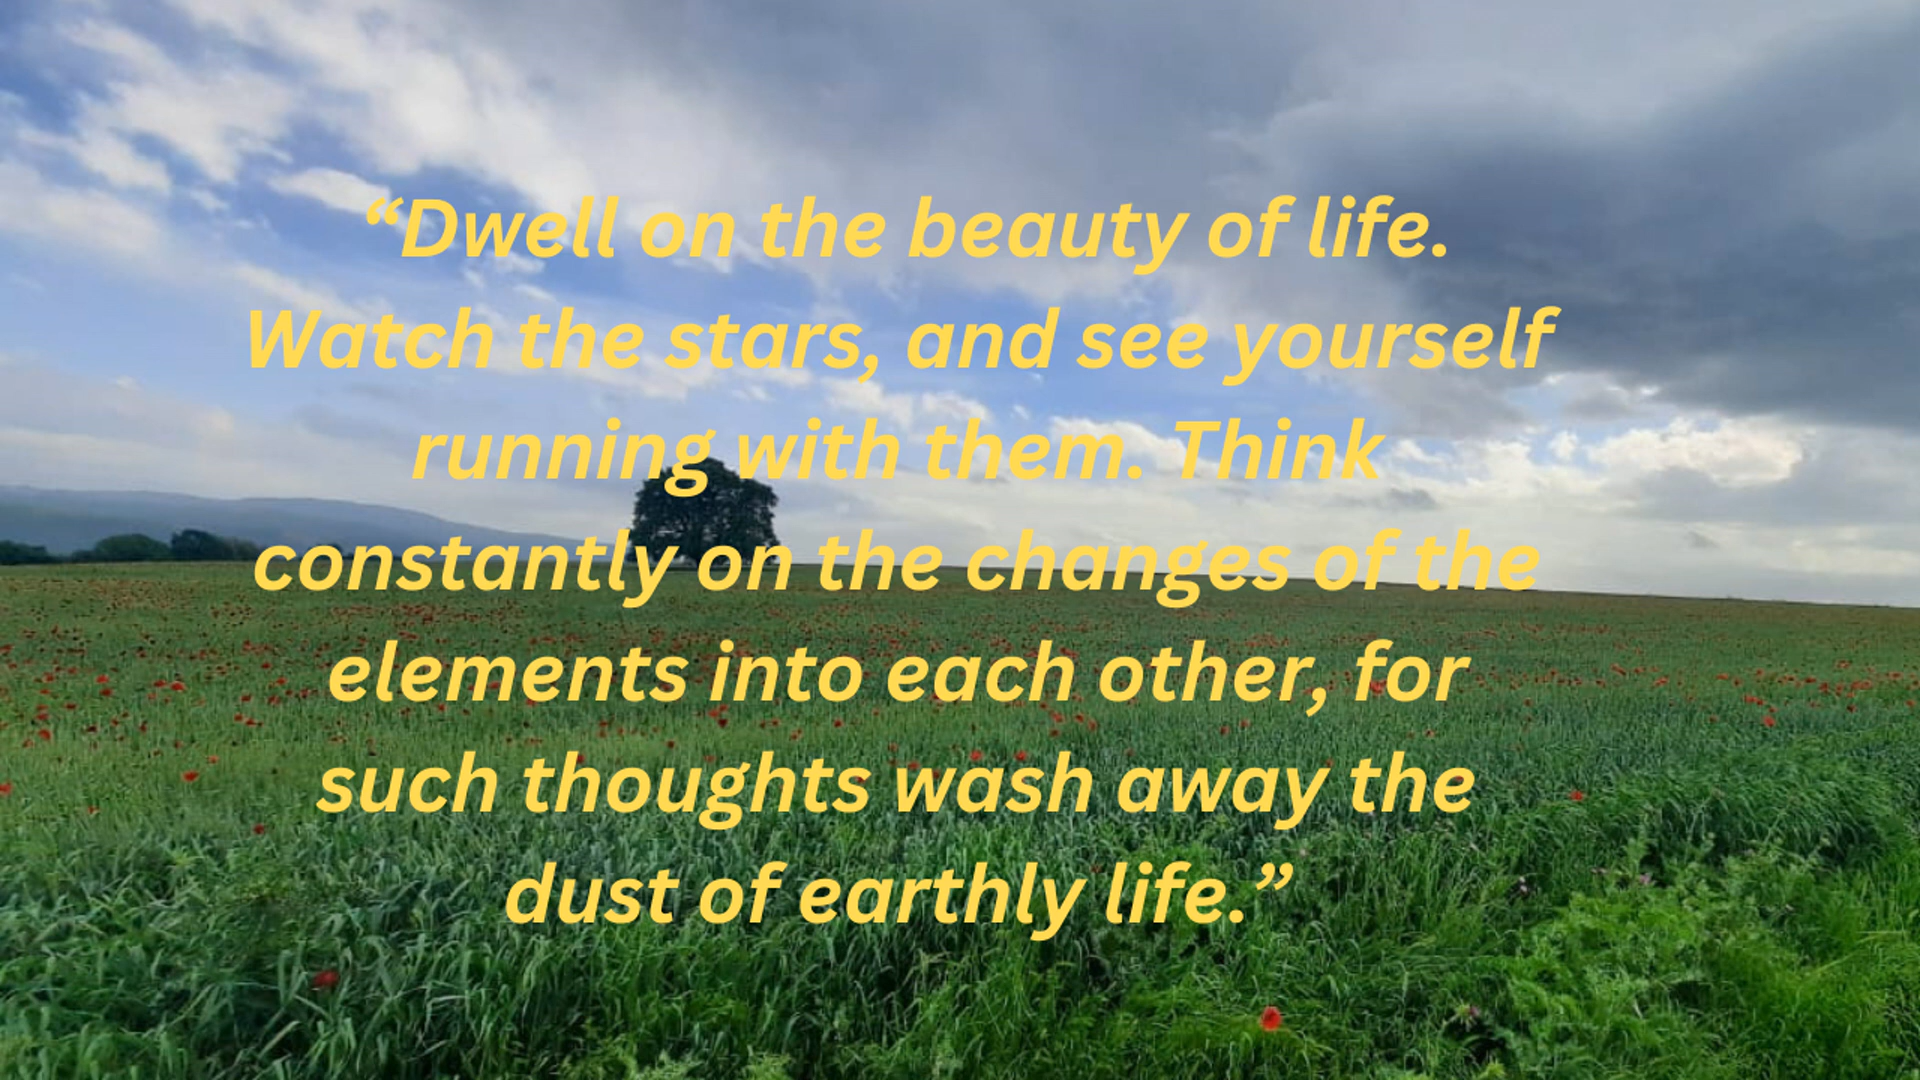 “Dwell on the beauty of life.
Watch the stars, and see yourself
running with them. Think
constantly on the changes of the
elements into each other, for
such thoughts wash away the
dust of earthly life.”